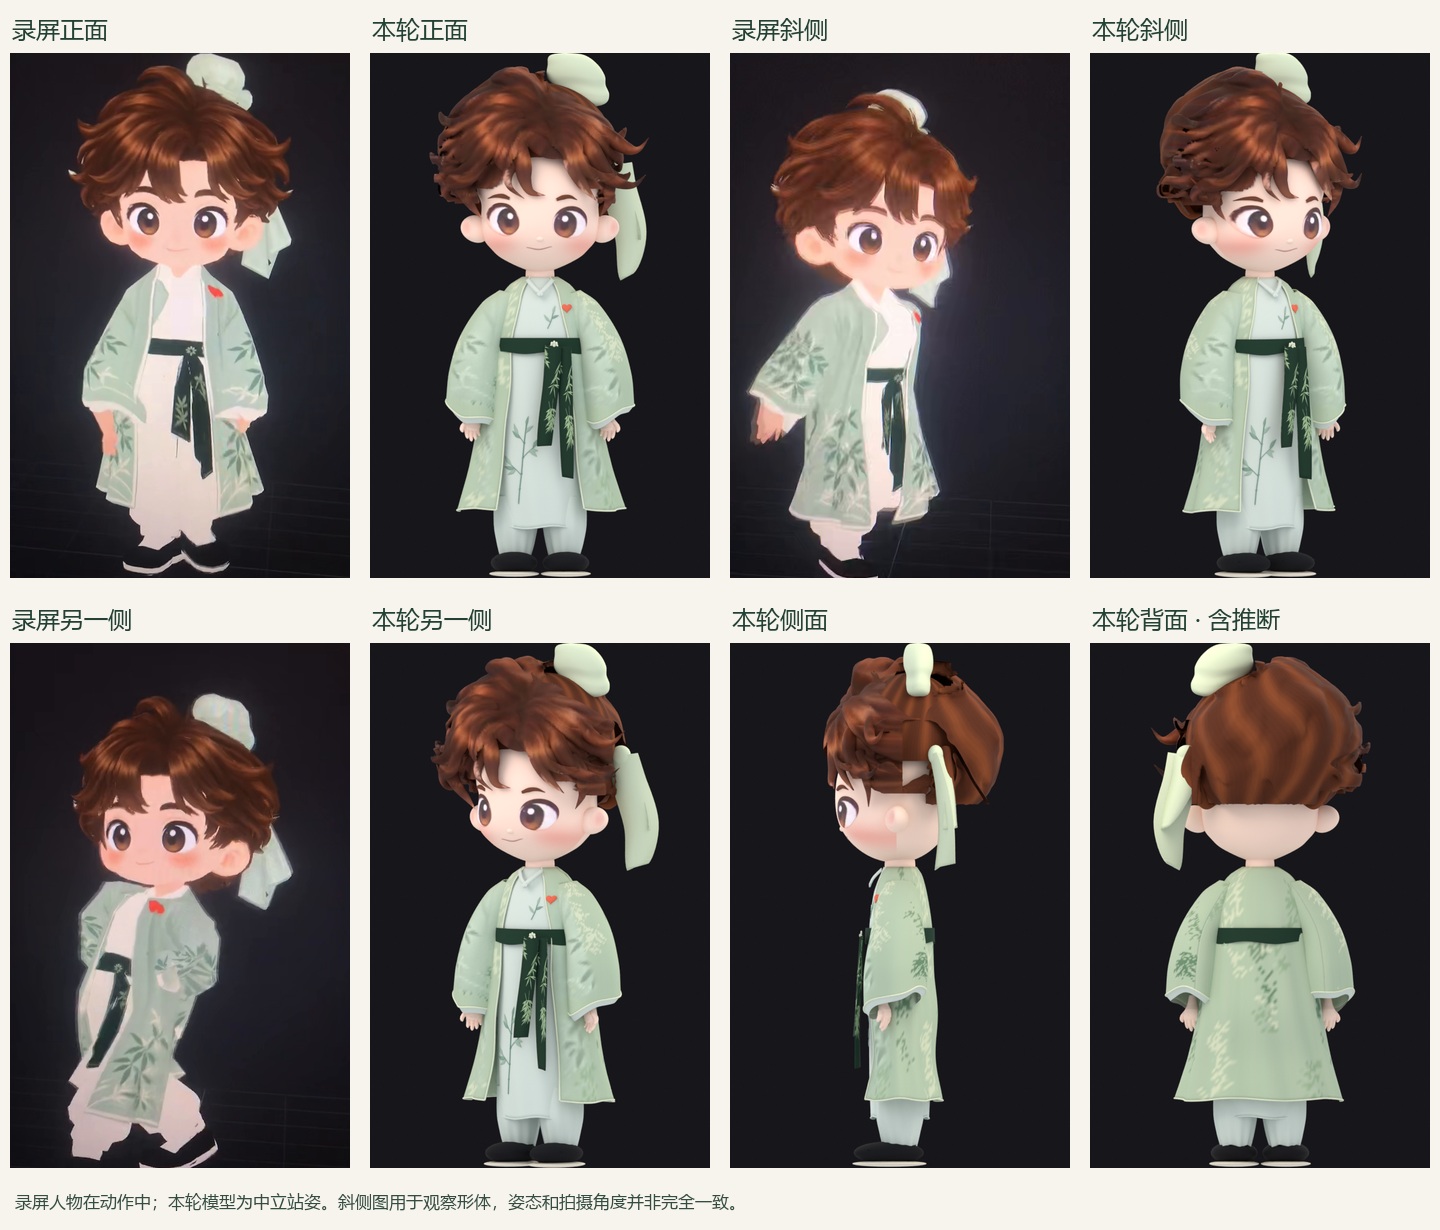 录屏正面
本轮正面
录屏斜侧
本轮斜侧
录屏另一侧
本轮另一侧
本轮侧面
本轮背面 · 含推断
录屏人物在动作中；本轮模型为中立站姿。斜侧图用于观察形体，姿态和拍摄角度并非完全一致。